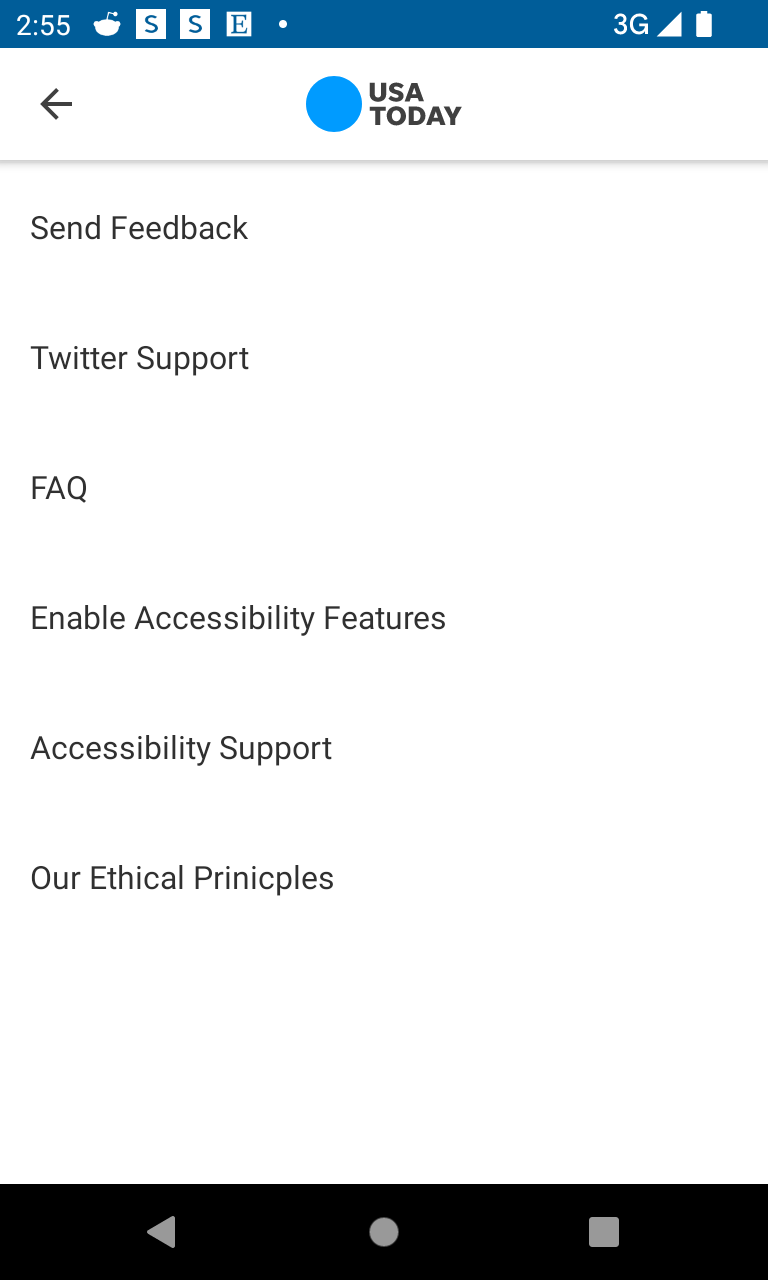 2:55 S S E 3G
USA
TODAY
Send Feedback
Twitter Support
FAQ
Enable Accessibility Features
Accessibility Support
Our Ethical Prinicples